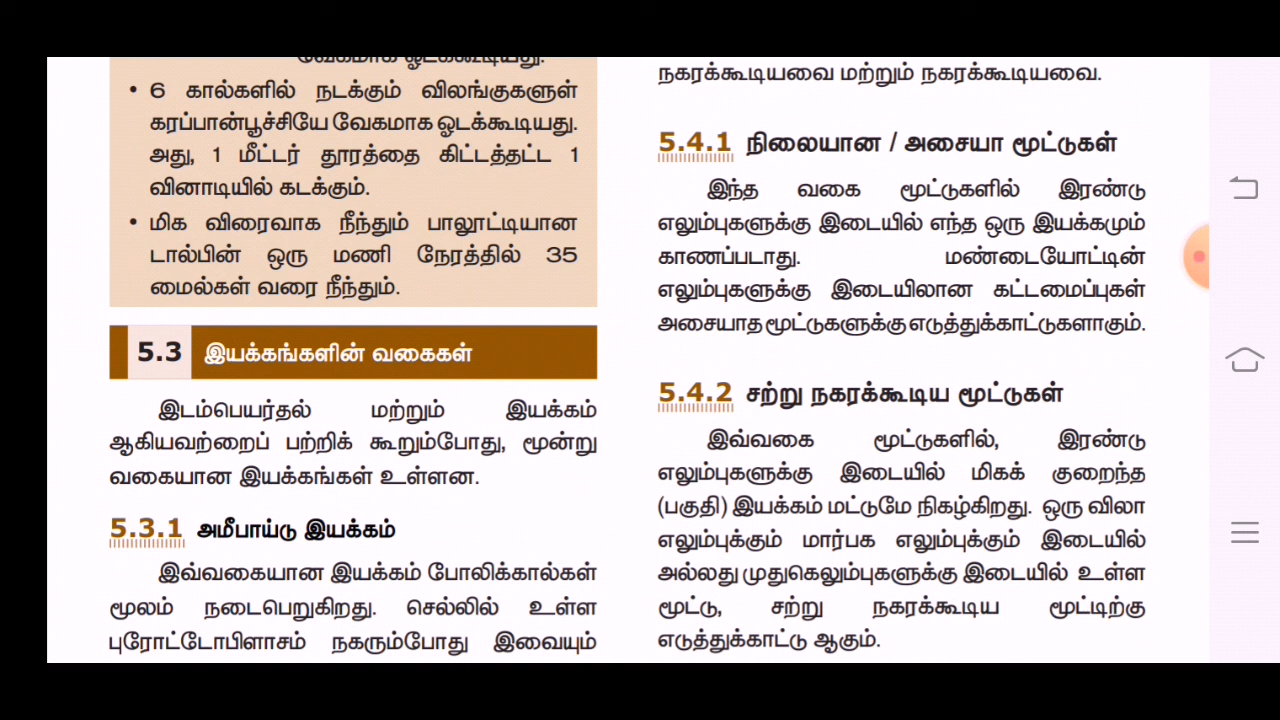 வேகமாக ஓடக்கூடியது.
• 6 கால்களில் நடக்கும் விலங்குகளுள்
கரப்பான்பூச்சியே வேகமாக ஓடக்கூடியது.
அது, 1 மீட்டர் தூரத்தை கிட்டத்தட்ட 1
வினாடியில் கடக்கும்.
• மிக விரைவாக நீந்தும் பாலூட்டியான
டால்பின் ஒரு மணி நேரத்தில் 35
மைல்கள் வரை நீந்தும்.
5.3 இயக்கங்களின் வகைகள்
இடம்பெயர்தல் மற்றும் இயக்கம்
ஆகியவற்றைப் பற்றிக் கூறும்போது, மூன்று
வகையான இயக்கங்கள் உள்ளன.
5.3.1 அமீபாய்டு இயக்கம்
இவ்வகையான இயக்கம் போலிக்கால்கள்
மூலம் நடைபெறுகிறது. செல்லில் உள்ள
புரோட்டோபிளாசம் நகரும்போது இவையும்
நகரக்கூடியவை மற்றும் நகரக்கூடியவை.
5.4.1 நிலையான / அசையா மூட்டுகள்
இந்த வகை மூட்டுகளில் இரண்டு
எலும்புகளுக்கு இடையில் எந்த ஒரு இயக்கமும்
காணப்படாது. மண்டையோட்டின்
எலும்புகளுக்கு இடையிலான கட்டமைப்புகள்
அசையாத மூட்டுகளுக்கு எடுத்துக்காட்டுகளாகும்.
5.4.2 சற்று நகரக்கூடிய மூட்டுகள்
இவ்வகை மூட்டுகளில், இரண்டு
எலும்புகளுக்கு இடையில் மிகக் குறைந்த
(பகுதி) இயக்கம் மட்டுமே நிகழ்கிறது. ஒரு விலா
எலும்புக்கும் மார்பக எலும்புக்கும் இடையில்
அல்லது முதுகெலும்புகளுக்கு இடையில் உள்ள
மூட்டு, சற்று நகரக்கூடிய மூட்டிற்கு
எடுத்துக்காட்டு ஆகும்.